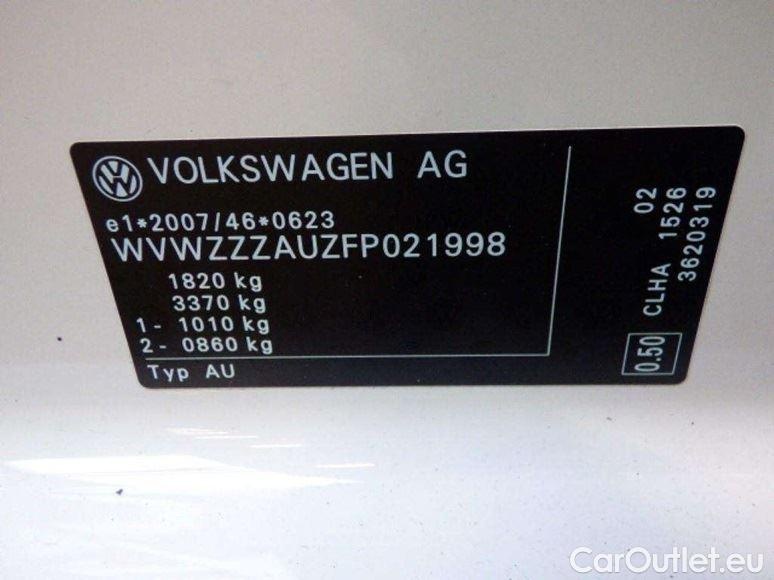 VOLKSWAGEN AG
e1*2007/46*0623
WVWZZZAUZFP021998
1820 kg
3370 kg
1- 1010 kg
2- 0860 kg
Typ AU
02
CLHA 1526
3620319
0.50
CarOutlet.eu